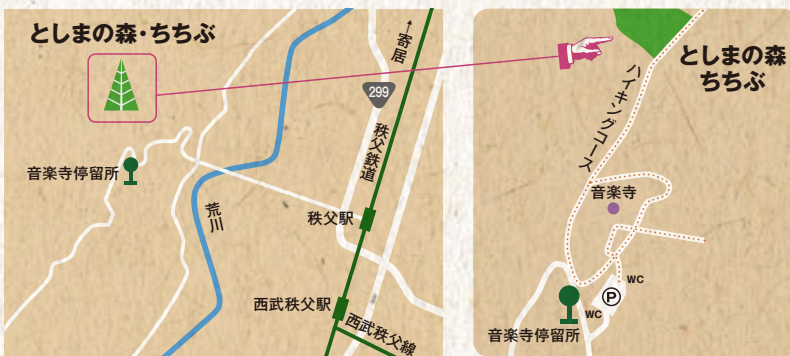 としまの森・ちちぶ
↑寄居
299
秩父鉄道
音楽寺停留所
荒川
秩父駅
西武秩父駅
西武秩父線
としまの森
ちちぶ
ハイキングコース
音楽寺
WC
P
WC
音楽寺停留所